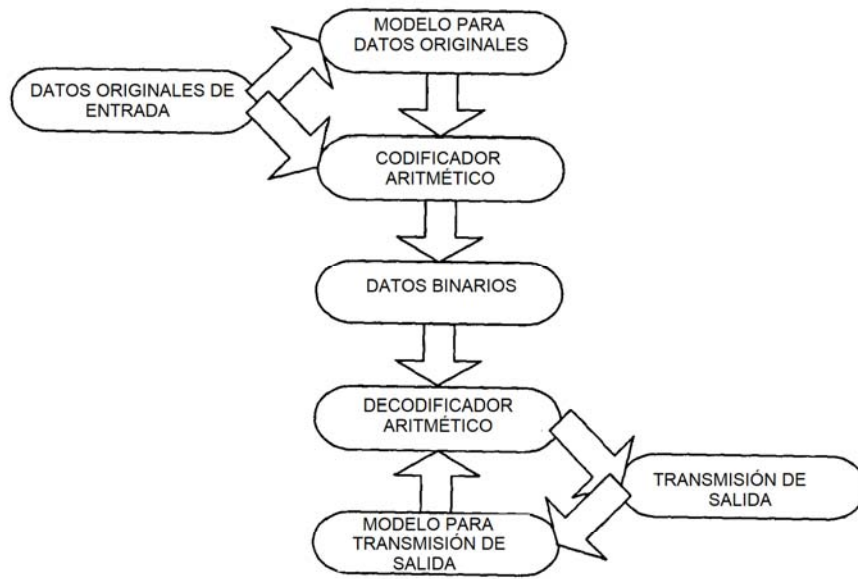 MODELO PARA
DATOS ORIGINALES
DATOS ORIGINALES DE
ENTRADA
CODIFICADOR
ARITMÉTICO
DATOS BINARIOS
DECODIFICADOR
ARITMÉTICO
TRANSMISIÓN DE
SALIDA
MODELO PARA
TRANSMISIÓN DE
SALIDA